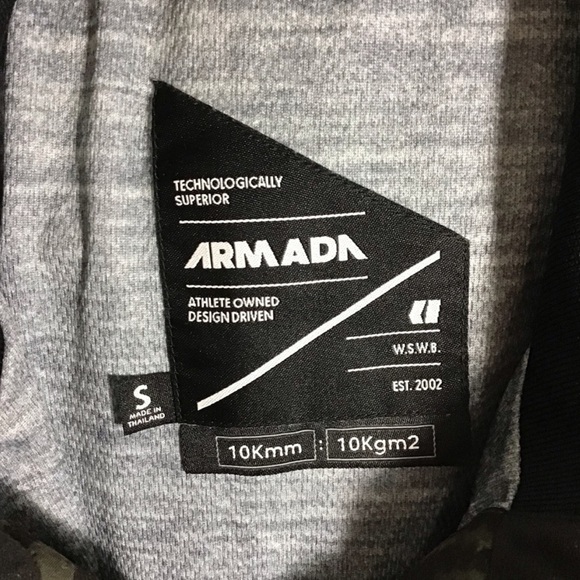 TECHNOLOGICALLY
SUPERIOR
ARMADA
ATHLETE OWNED
DESIGN DRIVEN
W.S.W.B.
EST. 2002
S
MADE IN
THAILAND
10Kmm : 10Kgm2